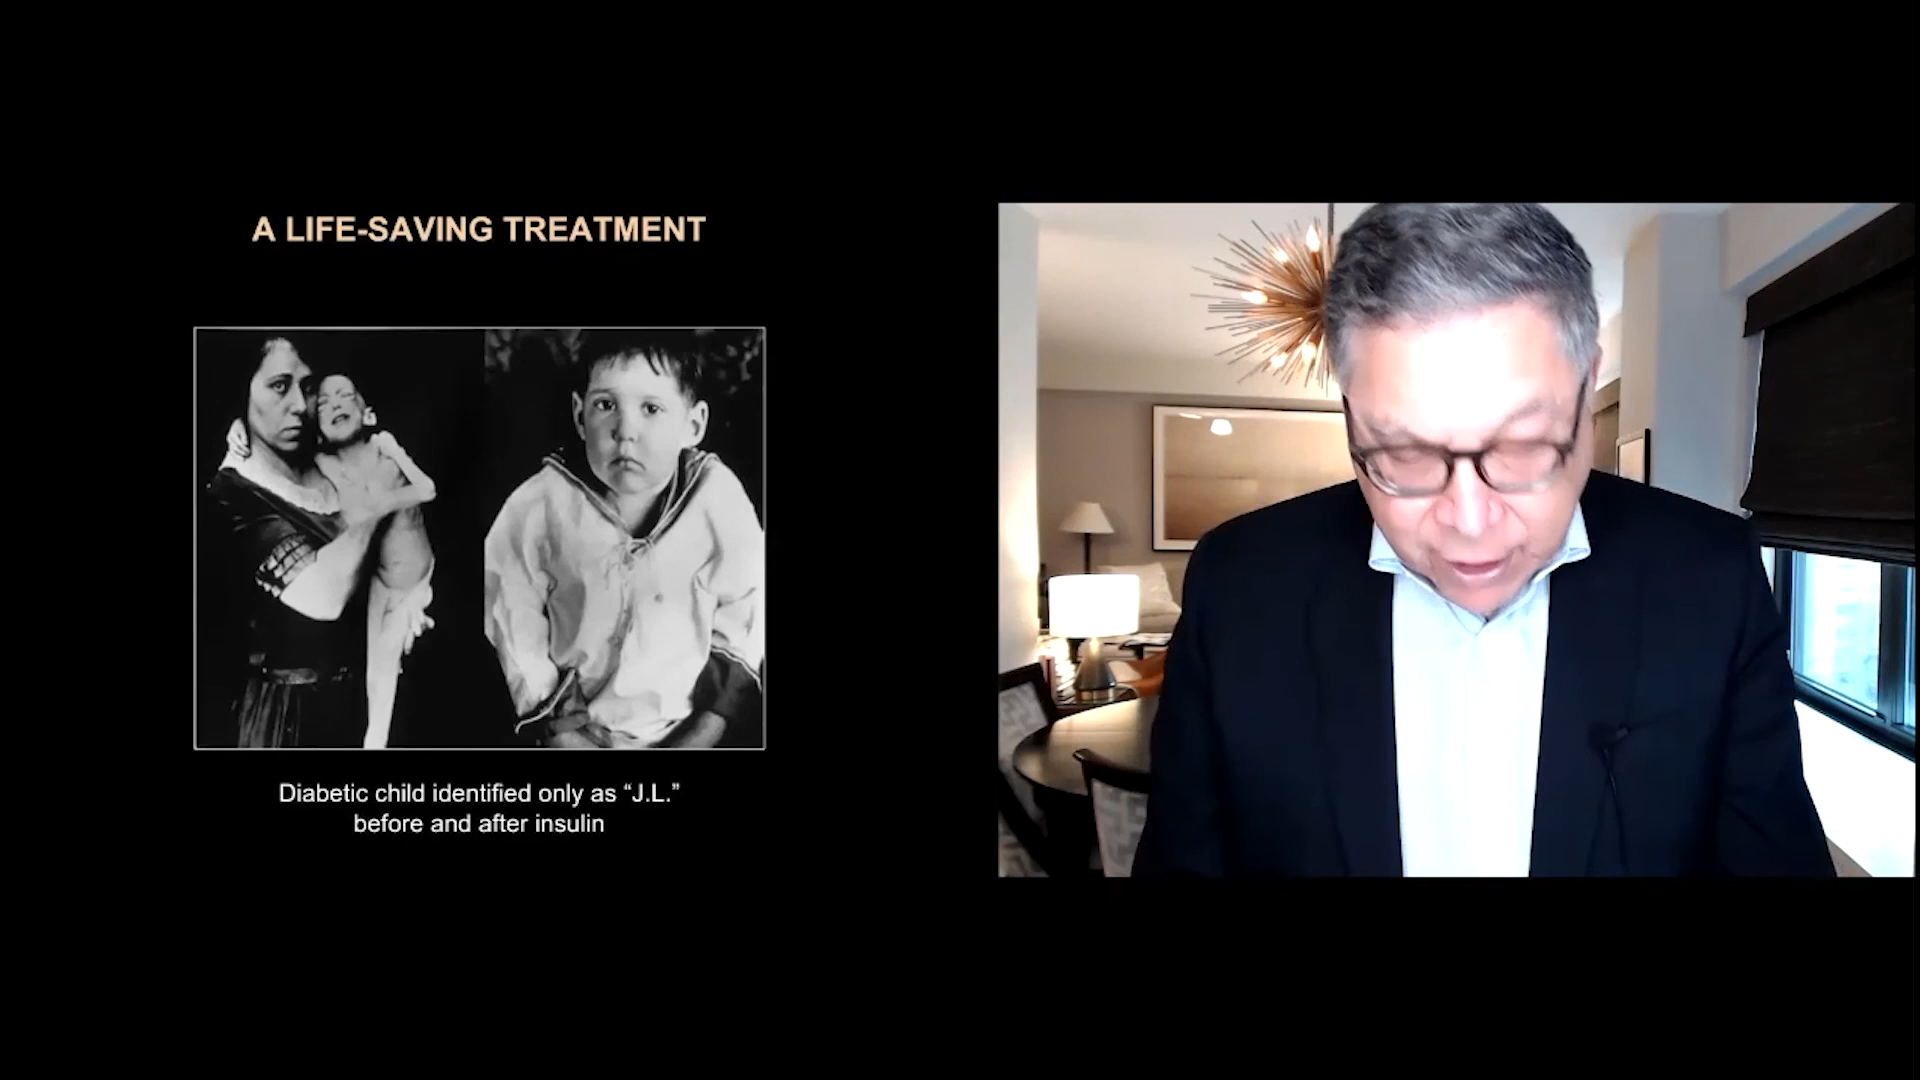 A LIFE-SAVING TREATMENT
Diabetic child identified only as “J.L.”
before and after insulin